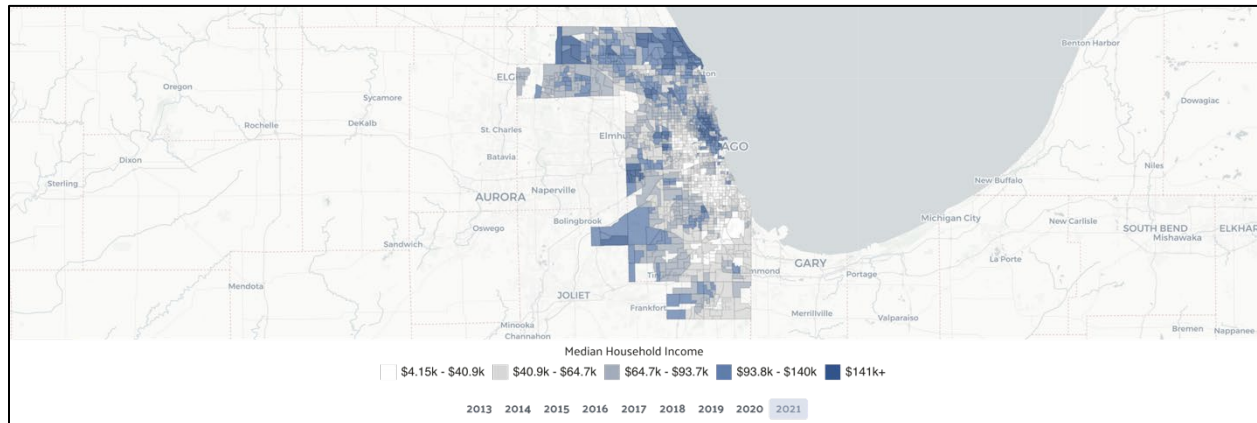 Benton Harbor
Oregon
ELG
Sycamore
Dowagiac
Rochelle
DeKalb
St. Charles
Elmhu
Dixon
Batavia
AGO
Niles
Sterling
AURORA
Naperville
New Buffalo
Oswego
Bolingbrook
Michigan City
New Carlisle
SOUTH BEND
ELKHAR
Sandwich
Mishawaka
GARY
La Porte
Tin
mmond
Portage
Mendota
JOLIET
Frankfor
Merrillville
Valparaiso
Minooka
Bremen
Nappanee
Channahon
Median Household Income
$4.15k - $40.9k $40.9k - $64.7k $64.7k - $93.7k $93.8k - $140k $141k+
2013 2014 2015 2016 2017 2018 2019 2020 2021